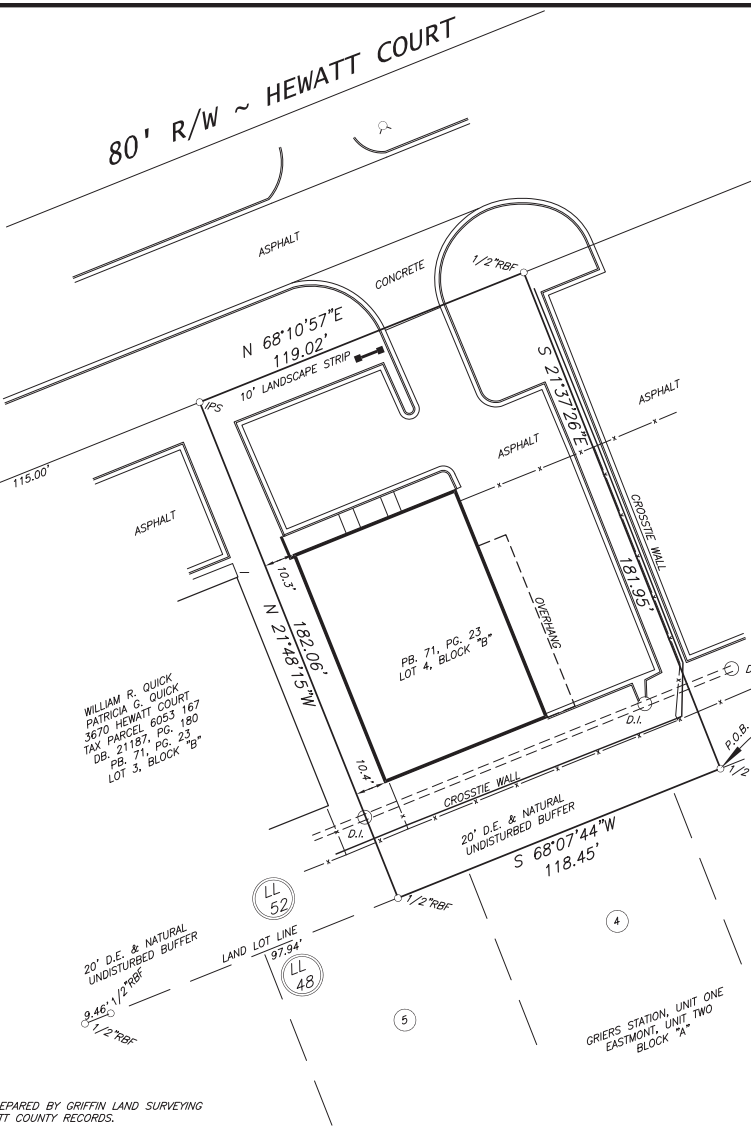 80' R/W ~ HEWATT COURT
ASPHALT
CONCRETE
1/2"RBF
N 68°10'57"E
119.02'
10' LANDSCAPE STRIP
IPS
S 21°37'26"E
181.95'
ASPHALT
ASPHALT
115.00'
ASPHALT
CROSSTIE WALL
10.3'
N 21°48'15"W
182.06'
OVERHANG
PB. 71, PG. 23
LOT 4, BLOCK "B"
WILLIAM R. QUICK
PATRICIA G. QUICK
3670 HEWATT COURT
TAX PARCEL 6053 167
DB. 21187, PG. 180
PB. 71, PG. 23
LOT 3, BLOCK "B"
D.I.
P.O.B.
1/2
10.4'
CROSSTIE WALL
D.I.
20' D.E. & NATURAL
UNDISTURBED BUFFER
S 68°07'44"W
118.45'
1/2"RBF
LL
52
LAND LOT LINE
97.94'
LL
48
20' D.E. & NATURAL
UNDISTURBED BUFFER
9.46'
1/2"RBF
1/2"RBF
4
5
GRIERS STATION, UNIT ONE
EASTMONT, UNIT TWO
BLOCK "A"
EPARED BY GRIFFIN LAND SURVEYING
TT COUNTY RECORDS.